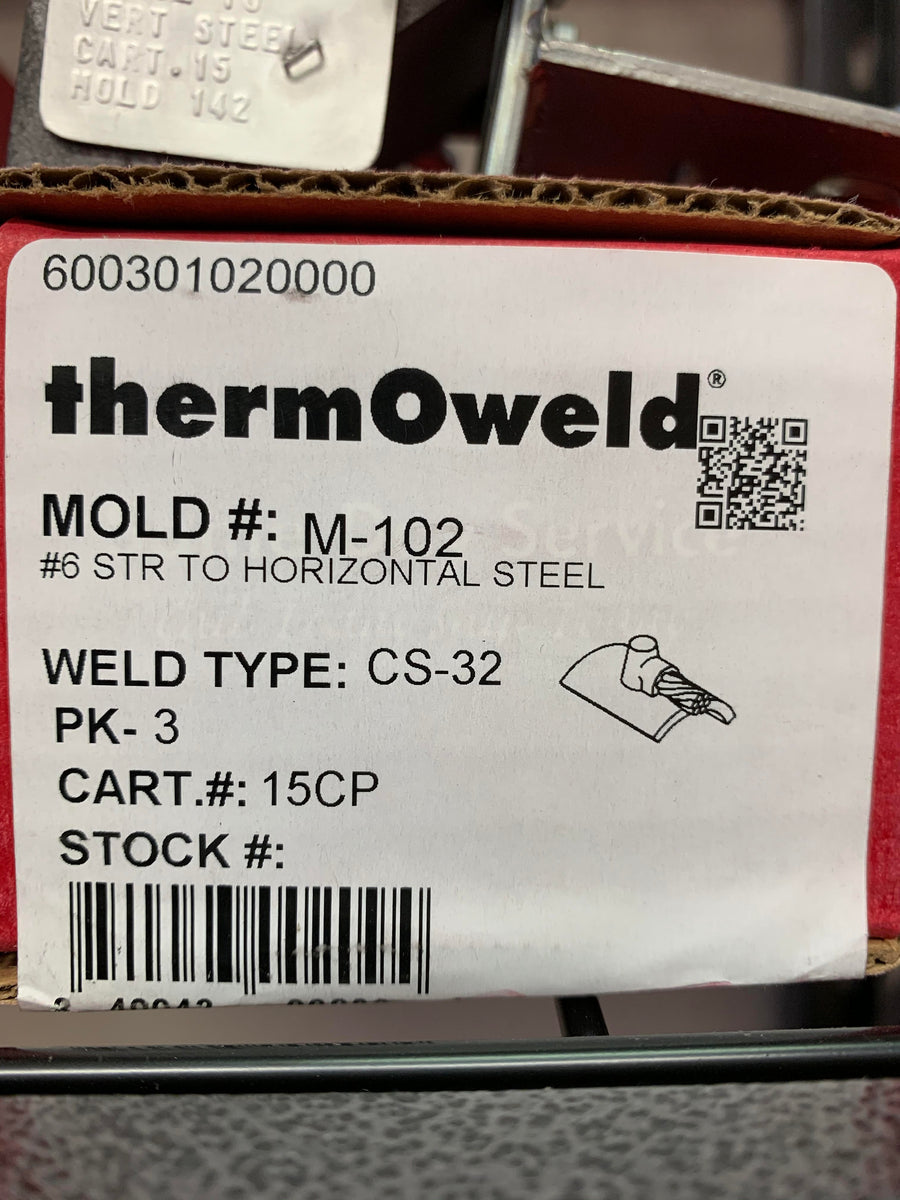 VERT STEEL
CART.15
MOLD 142
600301020000
thermOweld®
MOLD #: M-102
#6 STR TO HORIZONTAL STEEL
WELD TYPE: CS-32
PK- 3
CART.#: 15CP
STOCK #: